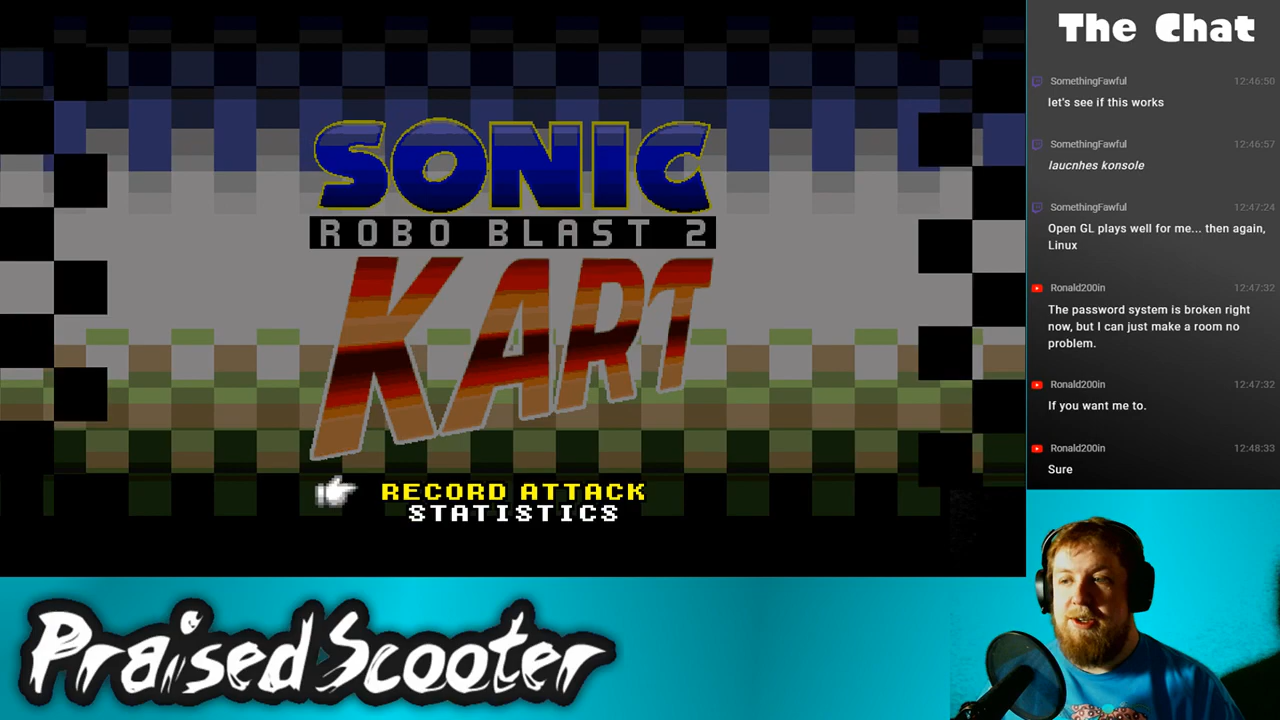 SONIC
ROBO BLAST 2
KART
RECORD ATTACK
STATISTICS
The Chat
SomethingFawful 12:46:50
let's see if this works
SomethingFawful 12:46:57
laucnhes konsole
SomethingFawful 12:47:24
Open GL plays well for me... then again,
Linux
Ronald200in 12:47:32
The password system is broken right
now, but I can just make a room no
problem.
Ronald200in 12:47:32
If you want me to.
Ronald200in 12:48:33
Sure
PraisedScooter